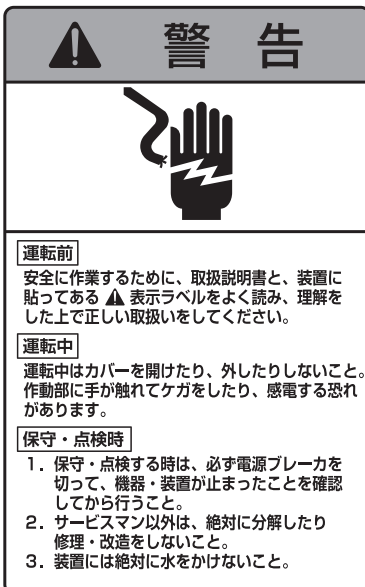 警告
運転前
安全に作業するために、取扱説明書と、装置に
貼ってある⚠表示ラベルをよく読み、理解を
した上で正しい取扱いをしてください。
運転中
運転中はカバーを開けたり、外したりしないこと。
作動部に手が触れてケガをしたり、感電する恐れ
があります。
保守・点検時
1．保守・点検する時は、必ず電源ブレーカを
切って、機器・装置が止まったことを確認
してから行うこと。
2．サービスマン以外は、絶対に分解したり
修理・改造をしないこと。
3．装置には絶対に水をかけないこと。